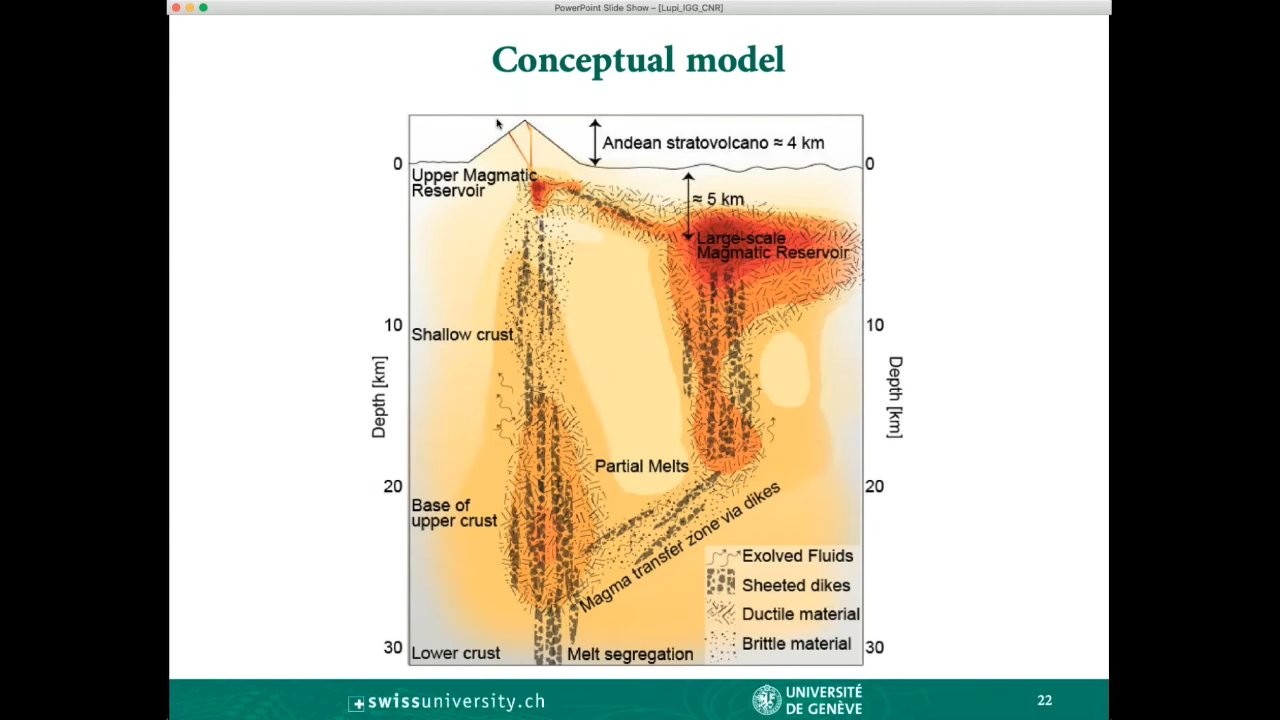 PowerPoint Slide Show – [Lupi_IGG_CNR]
Conceptual model
Andean stratovolcano ≈ 4 km
0
0
Upper Magmatic
Reservoir
≈ 5 km
Large-scale
Magmatic Reservoir
10
10
Shallow crust
Depth [km]
Depth [km]
Partial Melts
20
20
Base of
upper crust
Magma transfer zone via dikes
Exolved Fluids
Sheeted dikes
Ductile material
Brittle material
30
30
Lower crust
Melt segregation
swissuniversity.ch
UNIVERSITÉ
DE GENÈVE
22